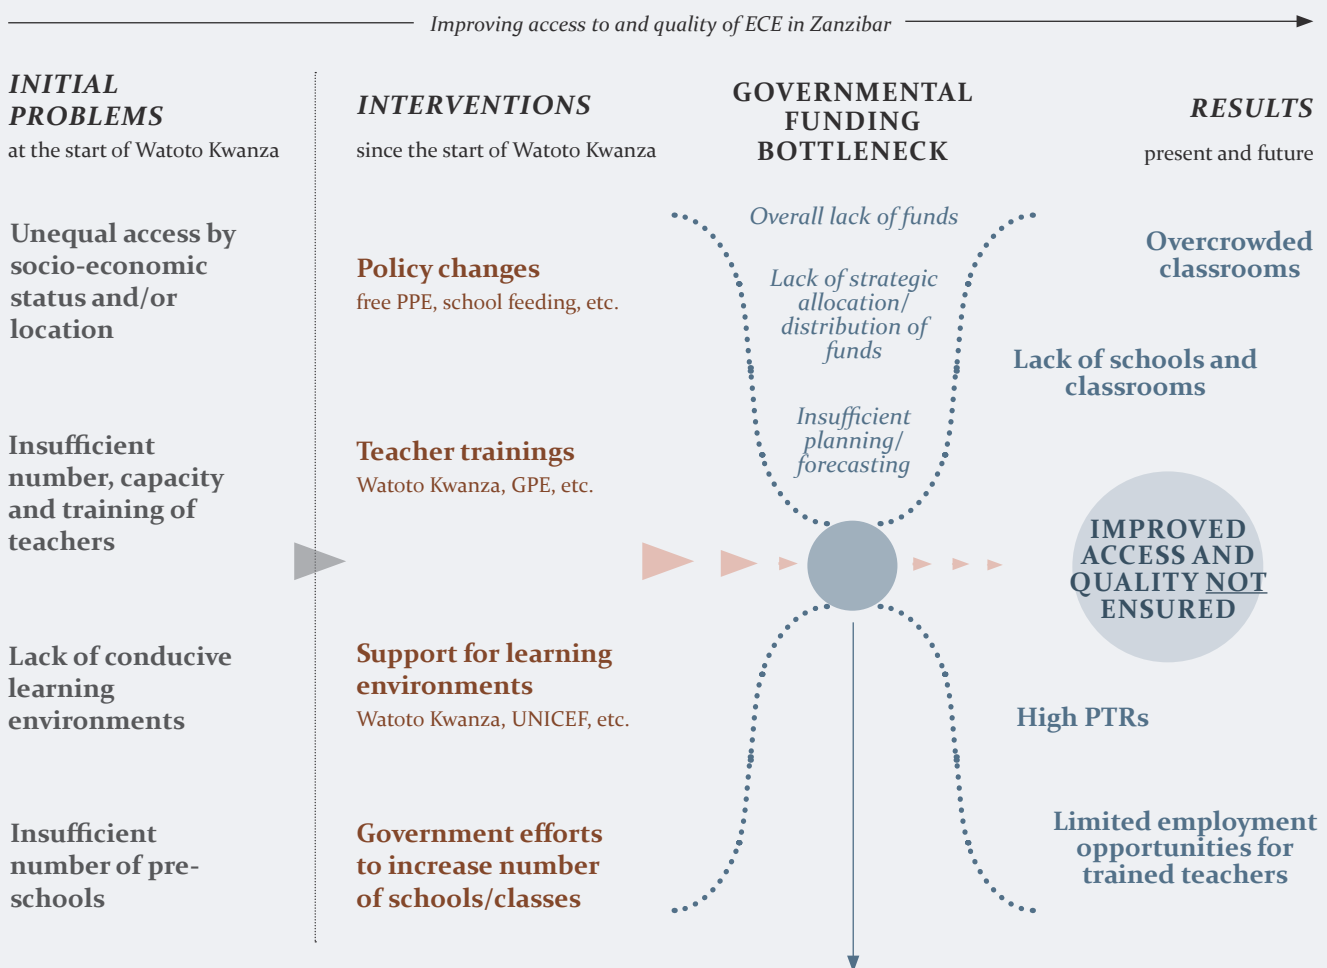 Improving access to and quality of ECE in Zanzibar
INITIAL
PROBLEMS
at the start of Watoto Kwanza
Unequal access by
socio-economic
status and/or
location
Insufficient
number, capacity
and training of
teachers
Lack of conducive
learning
environments
Insufficient
number of pre-
schools
INTERVENTIONS
since the start of Watoto Kwanza
Policy changes
free PPE, school feeding, etc.
Teacher trainings
Watoto Kwanza, GPE, etc.
Support for learning
environments
Watoto Kwanza, UNICEF, etc.
Government efforts
to increase number
of schools/classes
GOVERNMENTAL
FUNDING
BOTTLENECK
Overall lack of funds
Lack of strategic
allocation/
distribution of
funds
Insufficient
planning/
forecasting
RESULTS
present and future
Overcrowded
classrooms
Lack of schools and
classrooms
IMPROVED
ACCESS AND
QUALITY NOT
ENSURED
High PTRs
Limited employment
opportunities for
trained teachers